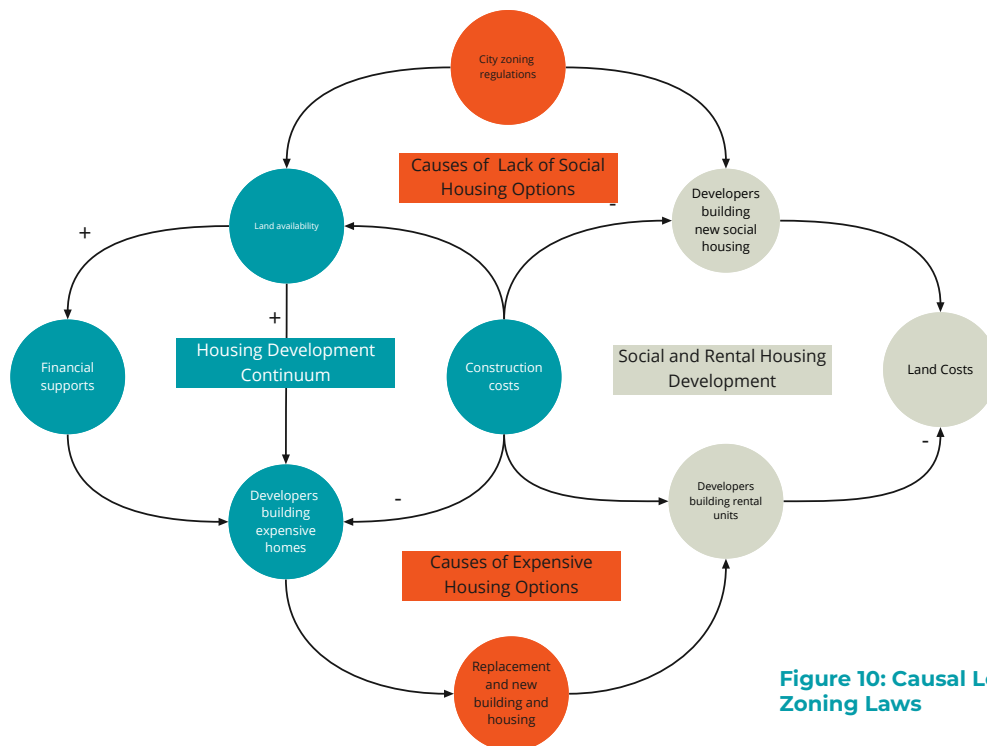 City zoning
regulations
Causes of Lack of Social
Housing Options
-
Developers
building
new social
housing
Land availability
+
+
Financial
supports
Housing Development
Continuum
Construction
costs
Social and Rental Housing
Development
Land Costs
-
-
Developers
building
expensive
homes
Developers
building rental
units
Causes of Expensive
Housing Options
Replacement
and new
building and
housing
Figure 10: Causal L
Zoning Laws